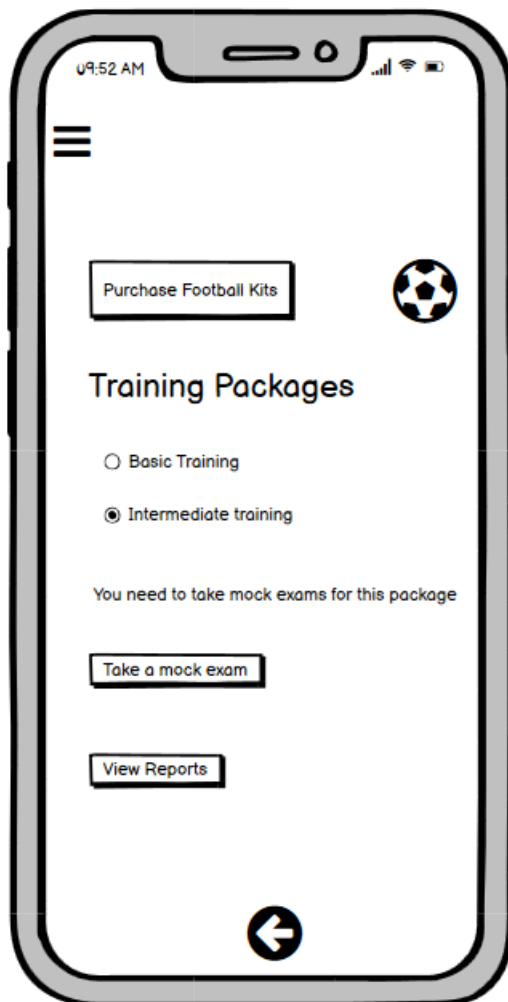 09:52 AM
Purchase Football Kits
Training Packages
Basic Training
Intermediate training
You need to take mock exams for this package
Take a mock exam
View Reports